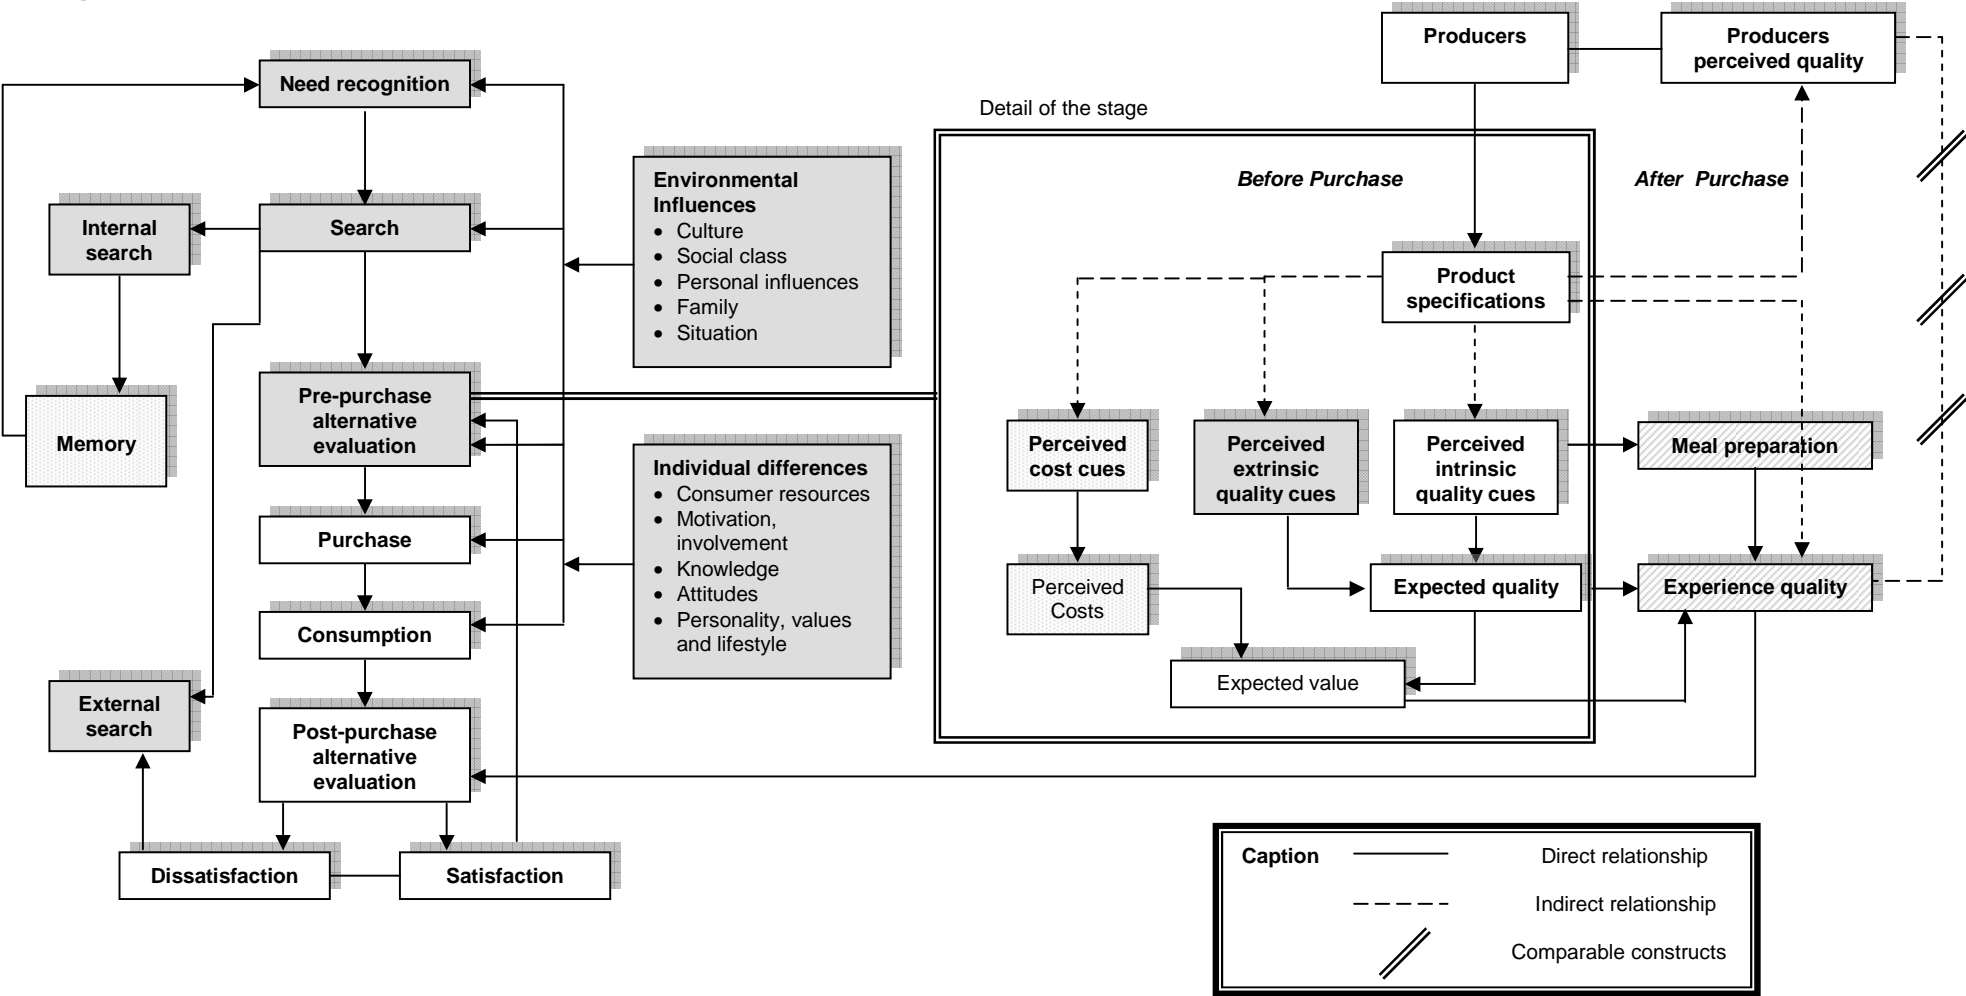 Producers
Producers
perceived quality
Need recognition
Detail of the stage
Environmental
Influences
• Culture
• Social class
• Personal influences
• Family
• Situation
Before Purchase
After Purchase
Internal
search
Search
Product
specifications
Pre-purchase
alternative
evaluation
Memory
Perceived
cost cues
Perceived
extrinsic
quality cues
Perceived
intrinsic
quality cues
Meal preparation
Individual differences
• Consumer resources
• Motivation,
involvement
• Knowledge
• Attitudes
• Personality, values
and lifestyle
Purchase
Perceived
Costs
Expected quality
Experience quality
Consumption
Expected value
External
search
Post-purchase
alternative
evaluation
Dissatisfaction
Satisfaction
Caption
Direct relationship
Indirect relationship
Comparable constructs